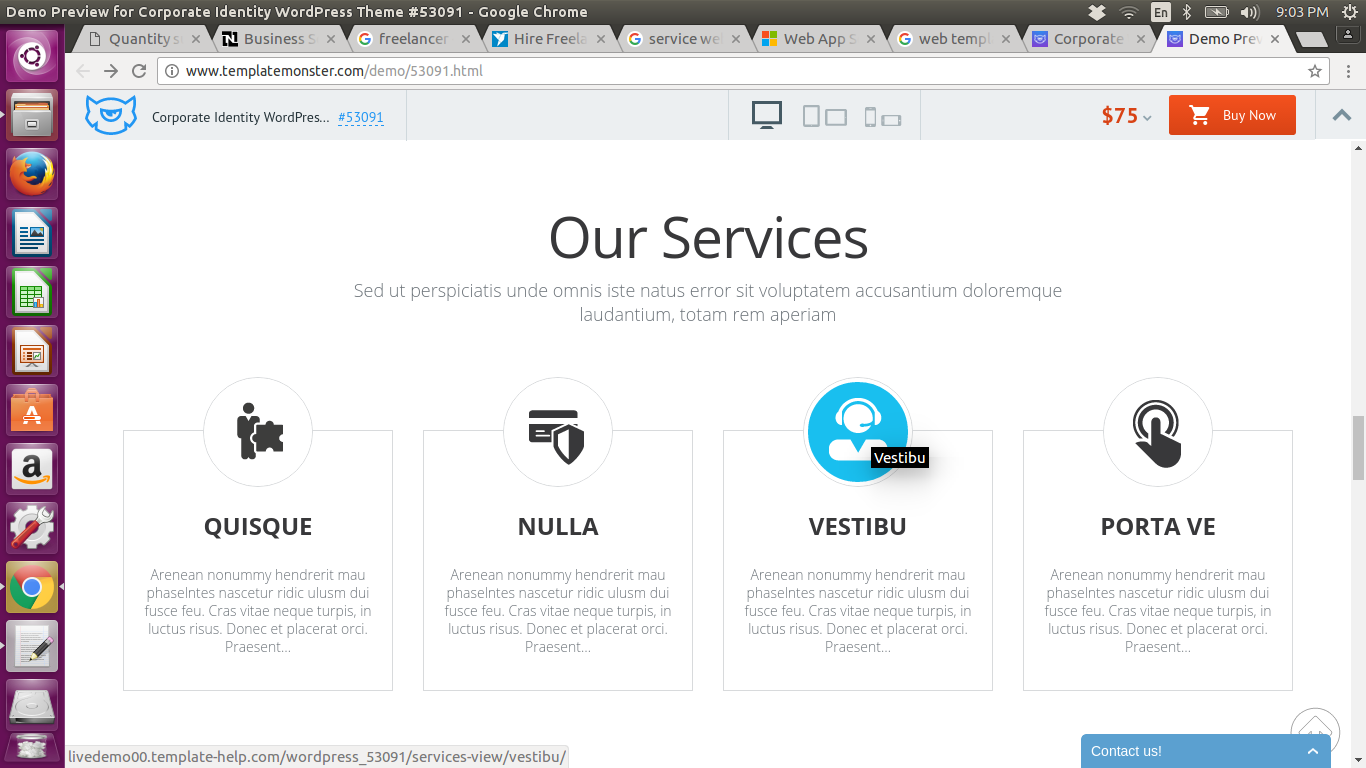 Demo Preview for Corporate Identity WordPress Theme #53091 - Google Chrome
En
9:03 PM
Quantity s
Business S
freelancer
Hire Freela
service we
Web App S
web templ
Corporate
Demo Prev
www.templatemonster.com/demo/53091.html
Corporate Identity WordPres... #53091
$75
Buy Now
Our Services
Sed ut perspiciatis unde omnis iste natus error sit voluptatem accusantium doloremque
laudantium, totam rem aperiam
Vestibu
QUISQUE
Arenean nonummy hendrerit mau
phaselntes nascetur ridic ulusm dui
fusce feu. Cras vitae neque turpis, in
luctus risus. Donec et placerat orci.
Praesent...
NULLA
Arenean nonummy hendrerit mau
phaselntes nascetur ridic ulusm dui
fusce feu. Cras vitae neque turpis, in
luctus risus. Donec et placerat orci.
Praesent...
VESTIBU
Arenean nonummy hendrerit mau
phaselntes nascetur ridic ulusm dui
fusce feu. Cras vitae neque turpis, in
luctus risus. Donec et placerat orci.
Praesent...
PORTA VE
Arenean nonummy hendrerit mau
phaselntes nascetur ridic ulusm dui
fusce feu. Cras vitae neque turpis, in
luctus risus. Donec et placerat orci.
Praesent...
livedemo00.template-help.com/wordpress_53091/services-view/vestibu/
Contact us!